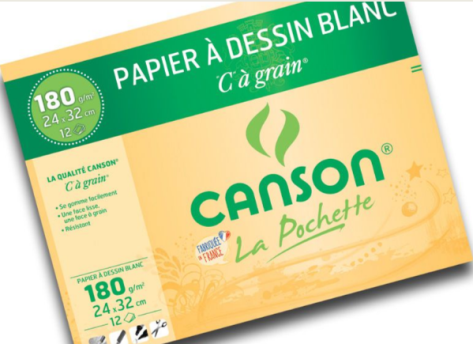 PAPIER À DESSIN BLANC
"C" à grain®
180 g/m²
24 x 32 cm
12
LA QUALITÉ CANSON®
"C" à grain®
• Se gomme facilement
• Une face lisse,
une face à grain
• Résistant
CANSON®
La Pochette
FABRIQUÉE
EN FRANCE
PAPIER À DESSIN BLANC
180 g/m²
24 x 32 cm
12